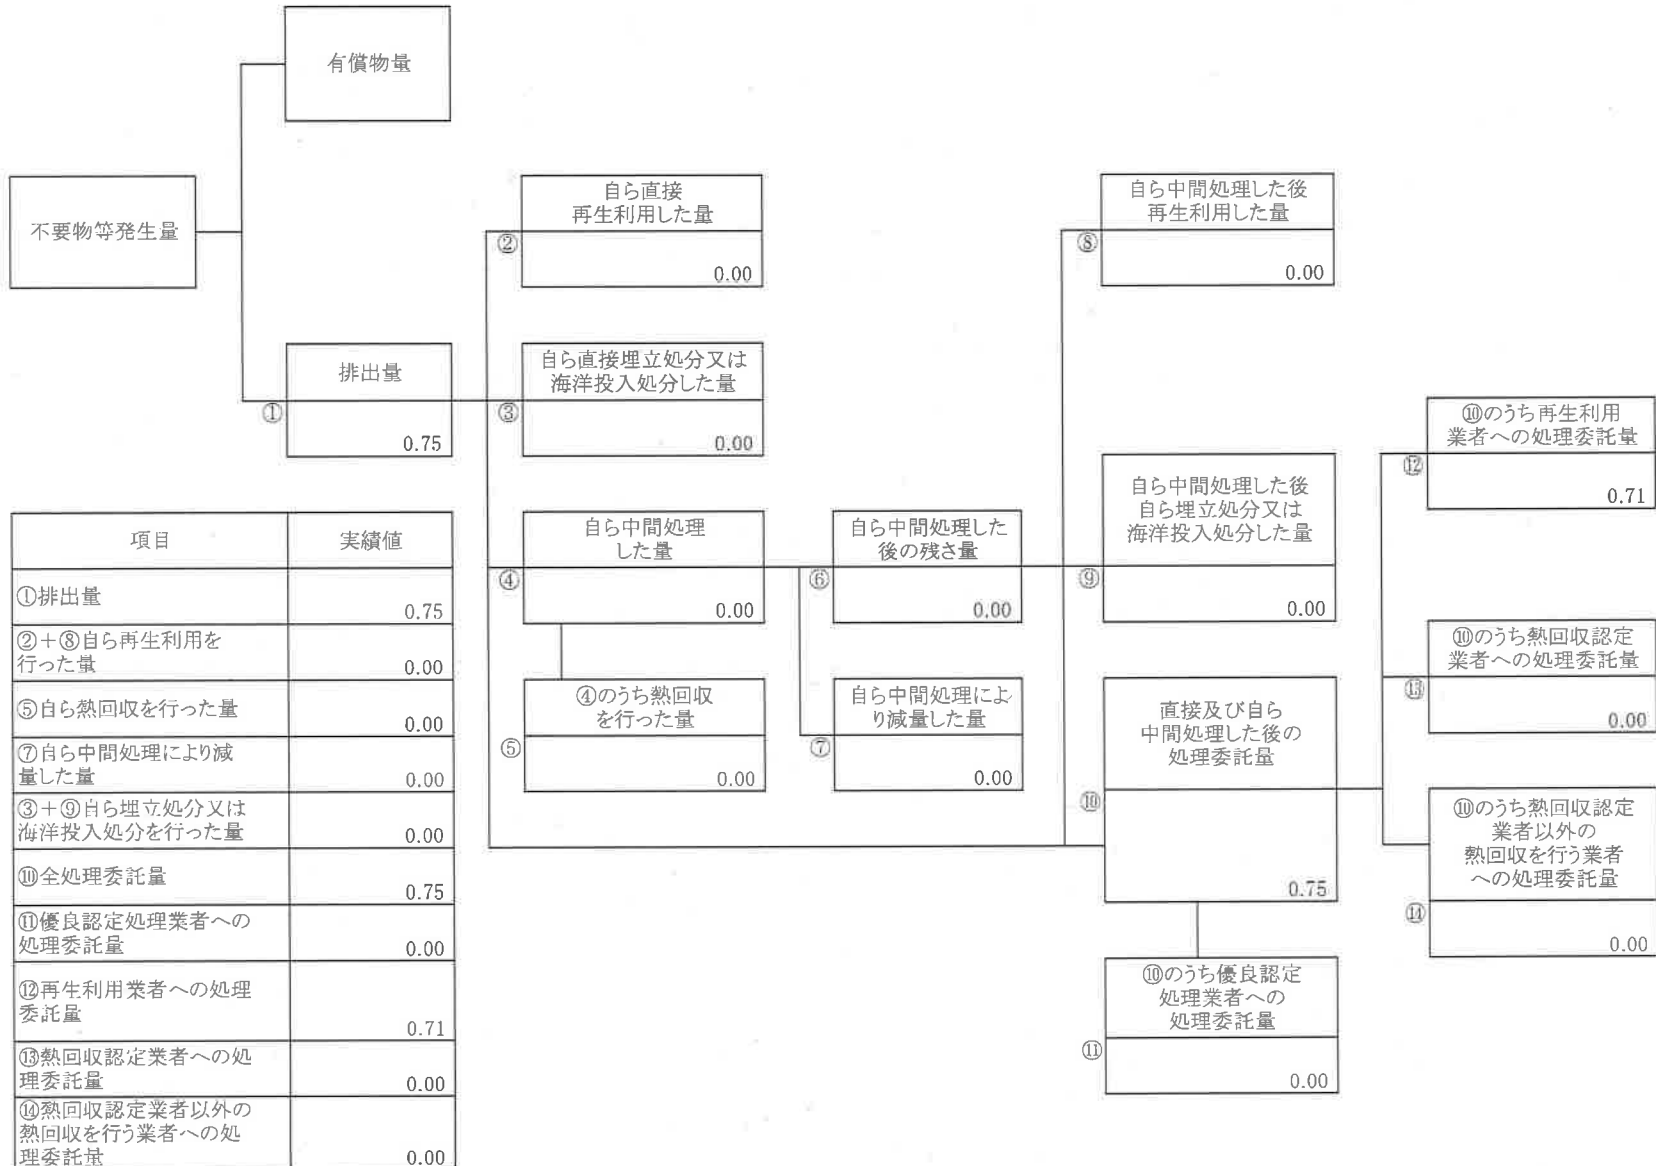 有償物量
不要物等発生量
排出量
①
0.75
自ら直接
再生利用した量
②
0.00
自ら直接埋立処分又は
海洋投入処分した量
③
0.00
自ら中間処理
した量
④
0.00
④のうち熱回収
を行った量
⑤
0.00
自ら中間処理した
後の残さ量
⑥
0.00
自ら中間処理によ
り減量した量
⑦
0.00
自ら中間処理した後
再生利用した量
⑧
0.00
自ら中間処理した後
自ら埋立処分又は
海洋投入処分した量
⑨
0.00
直接及び自ら
中間処理した後の
処理委託量
⑩
0.75
⑩のうち優良認定
処理業者への
処理委託量
⑪
0.00
⑩のうち再生利用
業者への処理委託量
⑫
0.71
⑩のうち熱回収認定
業者への処理委託量
⑬
0.00
⑩のうち熱回収認定
業者以外の
熱回収を行う業者
への処理委託量
⑭
0.00
項目 実績値
①排出量
0.75
②+⑧自ら再生利用を
行った量 0.00
⑤自ら熱回収を行った量
0.00
⑦自ら中間処理により減
量した量 0.00
③+⑨自ら埋立処分又は
海洋投入処分を行った量 0.00
⑩全処理委託量
0.75
⑪優良認定処理業者への
処理委託量 0.00
⑫再生利用業者への処理
委託量 0.71
⑬熱回収認定業者への処
理委託量 0.00
⑭熱回収認定業者以外の
熱回収を行う業者への処
理委託量 0.00